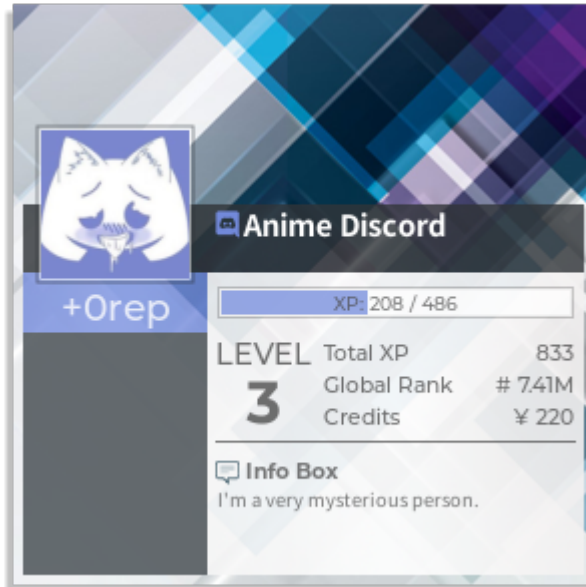 Anime Discord
+0rep
XP: 208 / 486
LEVEL
3
Total XP 833
Global Rank # 7.41M
Credits ¥ 220
Info Box
I'm a very mysterious person.